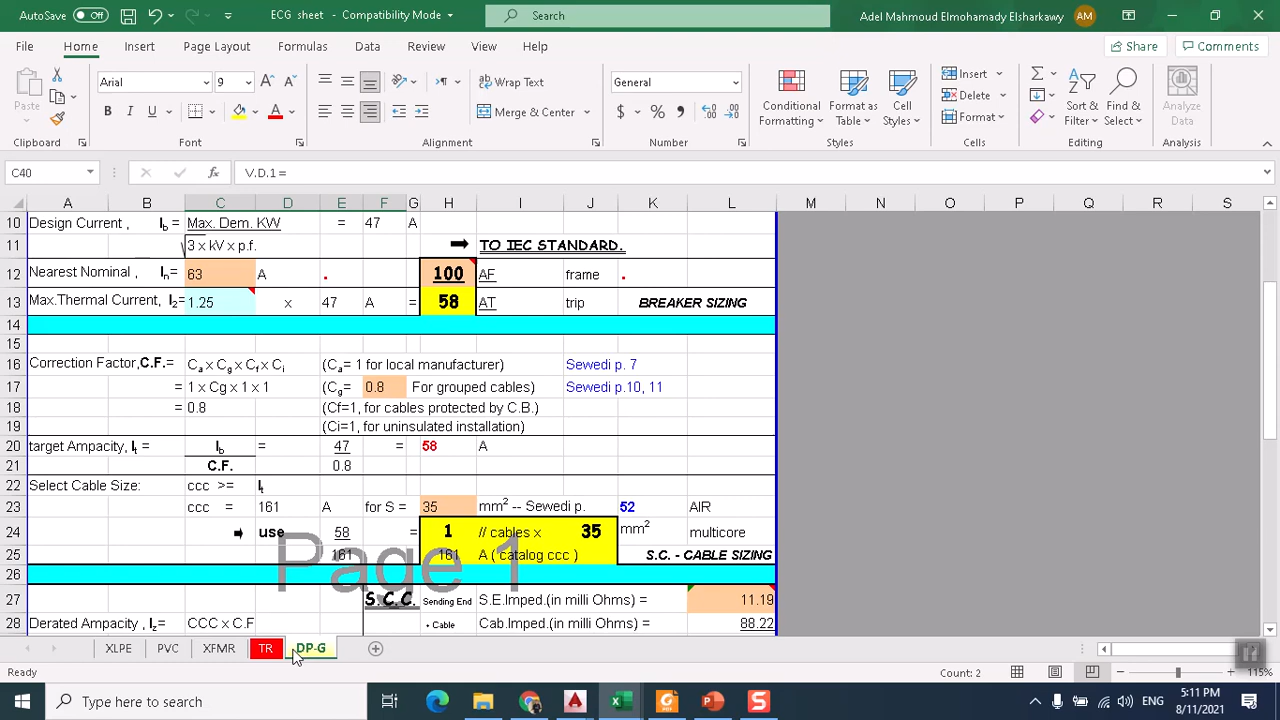 AutoSave Off ECG sheet - Compatibility Mode Search Adel Mahmoud Elmohamady Elsharkawy AM
File Home Insert Page Layout Formulas Data Review View Help Share Comments
Paste Arial 9 B I U Wrap Text Merge & Center General $ % Conditional Formatting Format as Table Cell Styles Insert Delete Format Sort & Filter Find & Select Analyze Data
Clipboard Font Alignment Number Styles Cells Editing Analysis
C40 fx V.D.1 =
A B C D E F G H I J K L M N O P Q R S
10 Design Current , Ib = Max. Dem. KW = 47 A
11 √3 x kV x p.f. TO IEC STANDARD.
12 Nearest Nominal , In= 63 A . 100 AF frame .
13 Max.Thermal Current, I2= 1.25 x 47 A = 58 AT trip BREAKER SIZING
14
15
16 Correction Factor,C.F.= Ca x Cg x Cf x Ci (Ca= 1 for local manufacturer) Sewedi p. 7
17 = 1 x Cg x 1 x 1 (Cg= 0.8 For grouped cables) Sewedi p.10, 11
18 = 0.8 (Cf=1, for cables protected by C.B.)
19 (Ci=1, for uninsulated installation)
20 target Ampacity, It = Ib = 47 = 58 A
21 C.F. 0.8
22 Select Cable Size: ccc >= It
23 ccc = 161 A for S = 35 mm2 -- Sewedi p. 52 AIR
24 use 58 = 1 // cables x 35 mm2 multicore
25 161 161 A ( catalog ccc ) S.C. - CABLE SIZING
Page 1
26
27 S.C.C. Sending End S.E.Imped.(in milli Ohms) = 11.19
28 Derated Ampacity, Iz= CCC x C.F + Cable Cab.Imped.(in milli Ohms) = 88.22
XLPE PVC XFMR TR DP-G
Ready Count: 2 115%
Type here to search ENG 5:11 PM
8/11/2021